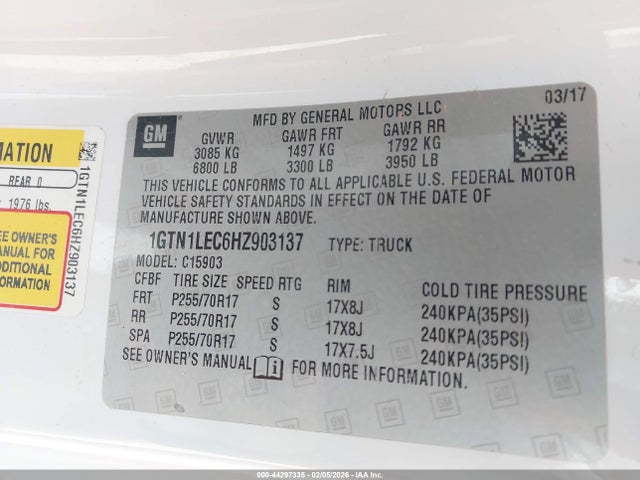 MATION
REAR 0
1976 lbs.
SEE OWNER'S
MANUAL FOR
ADDITIONAL
INFORMATION
1GTN1LEC6HZ903137
03/17
GM
MFD BY GENERAL MOTORS LLC
GVWR GAWR FRT GAWR RR
3085 KG 1497 KG 1792 KG
6800 LB 3300 LB 3950 LB
THIS VEHICLE CONFORMS TO ALL APPLICABLE U.S. FEDERAL MOTOR
VEHICLE SAFETY STANDARDS IN EFFECT ON THE DATE OF
MANUFACTURE SHOWN ABOVE.
1GTN1LEC6HZ903137 TYPE: TRUCK
MODEL: C15903
CFBF TIRE SIZE SPEED RTG RIM COLD TIRE PRESSURE
FRT P255/70R17 S 17X8J 240KPA(35PSI)
RR P255/70R17 S 17X8J 240KPA(35PSI)
SPA P255/70R17 S 17X7.5J 240KPA(35PSI)
SEE OWNER'S MANUAL FOR MORE INFORMATION.
000-44297335 - 02/05/2026 - IAA Inc.